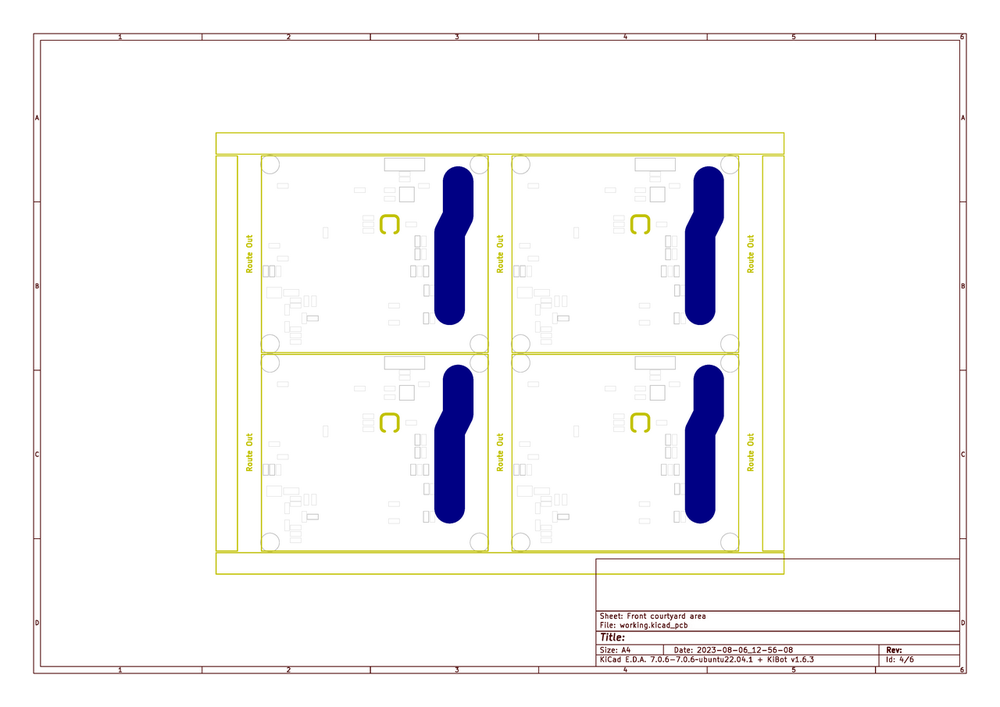 1 2 3 4 5 6
A A
Route Out Route Out Route Out
B B
C C
Route Out Route Out Route Out
Sheet: Front courtyard area
File: working.kicad_pcb
D D
Title:
Size: A4 Date: 2023-08-06_12-56-08 Rev:
KiCad E.D.A. 7.0.6-7.0.6~ubuntu22.04.1 + KiBot v1.6.3 Id: 4/6
1 2 3 4 5 6